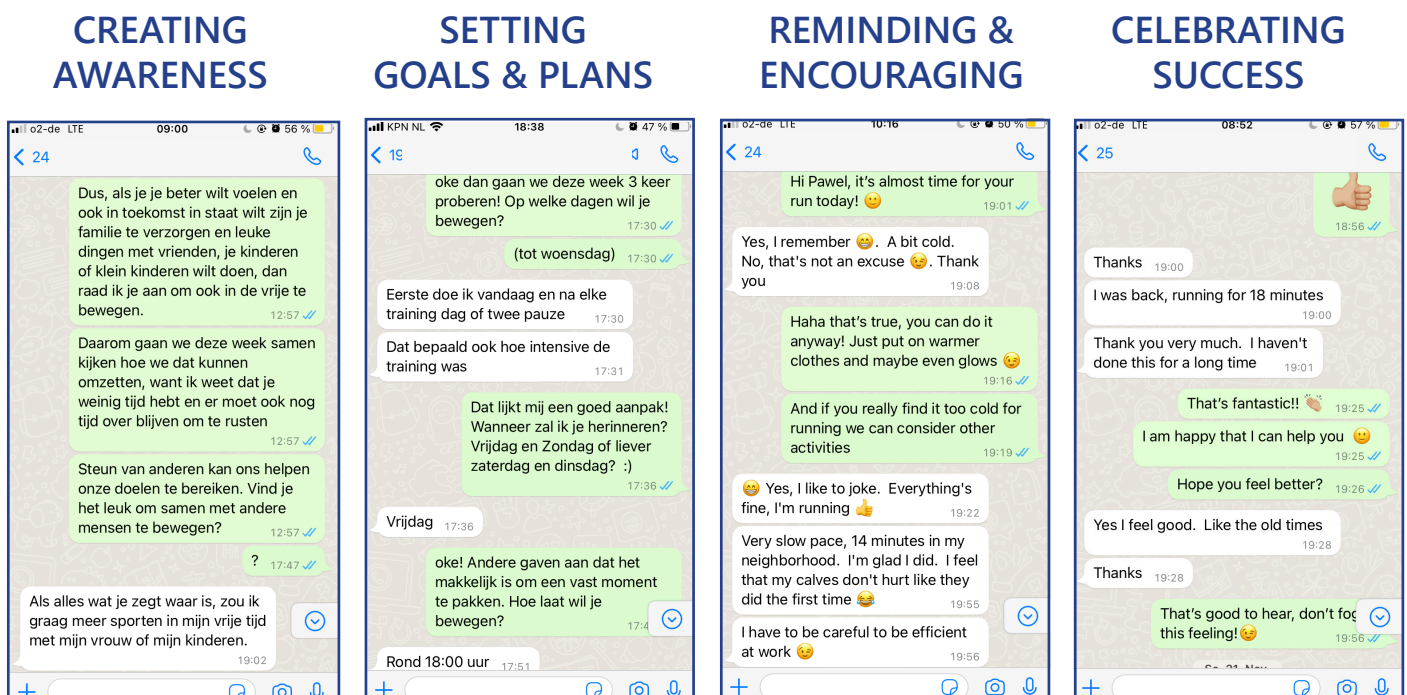 CREATING
AWARENESS
SETTING
GOALS & PLANS
REMINDING &
ENCOURAGING
CELEBRATING
SUCCESS
o2-de LTE 09:00 56 %
24
Dus, als je je beter wilt voelen en
ook in toekomst in staat wilt zijn je
familie te verzorgen en leuke
dingen met vrienden, je kinderen
of klein kinderen wilt doen, dan
raad ik je aan om ook in de vrije te
bewegen. 12:57
Daarom gaan we deze week samen
kijken hoe we dat kunnen
omzetten, want ik weet dat je
weinig tijd hebt en er moet ook nog
tijd over blijven om te rusten
12:57
Steun van anderen kan ons helpen
onze doelen te bereiken. Vind je
het leuk om samen met andere
mensen te bewegen? 12:57
? 17:47
Als alles wat je zegt waar is, zou ik
graag meer sporten in mijn vrije tijd
met mijn vrouw of mijn kinderen.
19:02
KPN NL 18:38 47 %
19
oke dan gaan we deze week 3 keer
proberen! Op welke dagen wil je
bewegen? 17:30
(tot woensdag) 17:30
Eerste doe ik vandaag en na elke
training dag of twee pauze 17:30
Dat bepaald ook hoe intensive de
training was 17:31
Dat lijkt mij een goed aanpak!
Wanneer zal ik je herinneren?
Vrijdag en Zondag of liever
zaterdag en dinsdag? :)
17:36
Vrijdag 17:36
oke! Andere gaven aan dat het
makkelijk is om een vast moment
te pakken. Hoe laat wil je
bewegen? 17:4
Rond 18:00 uur 17:51
o2-de LTE 10:16 50 %
24
Hi Pawel, it's almost time for your
run today! 🙂 19:01
Yes, I remember 😁. A bit cold.
No, that's not an excuse 😉. Thank
you 19:08
Haha that's true, you can do it
anyway! Just put on warmer
clothes and maybe even glows 😉
19:16
And if you really find it too cold for
running we can consider other
activities 19:19
😁 Yes, I like to joke. Everything's
fine, I'm running 👍 19:22
Very slow pace, 14 minutes in my
neighborhood. I'm glad I did. I feel
that my calves don't hurt like they
did the first time 😂 19:55
I have to be careful to be efficient
at work 😉 19:56
o2-de LTE 08:52 57 %
25
18:56
Thanks 19:00
I was back, running for 18 minutes
19:00
Thank you very much. I haven't
done this for a long time 19:01
That's fantastic!! 👏🏼 19:25
I am happy that I can help you 🙂
19:25
Hope you feel better? 19:26
Yes I feel good. Like the old times
19:28
Thanks 19:28
That's good to hear, don't fog
this feeling! 😉 19:56